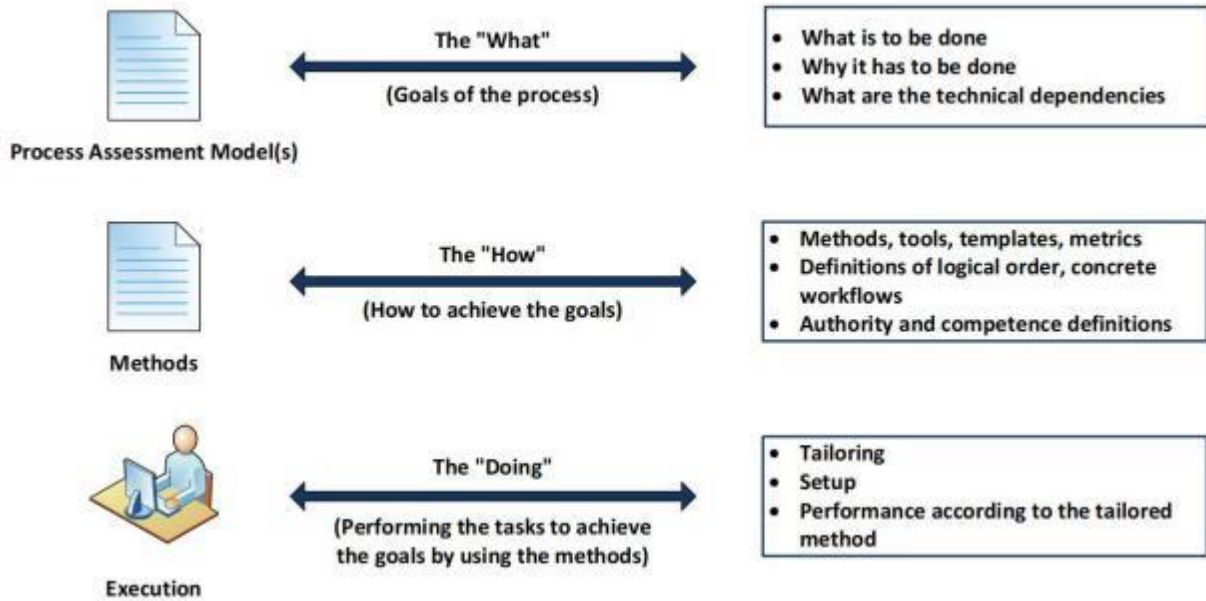 The "What"
(Goals of the process)
Process Assessment Model(s)
• What is to be done
• Why it has to be done
• What are the technical dependencies
The "How"
(How to achieve the goals)
Methods
• Methods, tools, templates, metrics
• Definitions of logical order, concrete
workflows
• Authority and competence definitions
The "Doing"
(Performing the tasks to achieve
the goals by using the methods)
Execution
• Tailoring
• Setup
• Performance according to the tailored
method